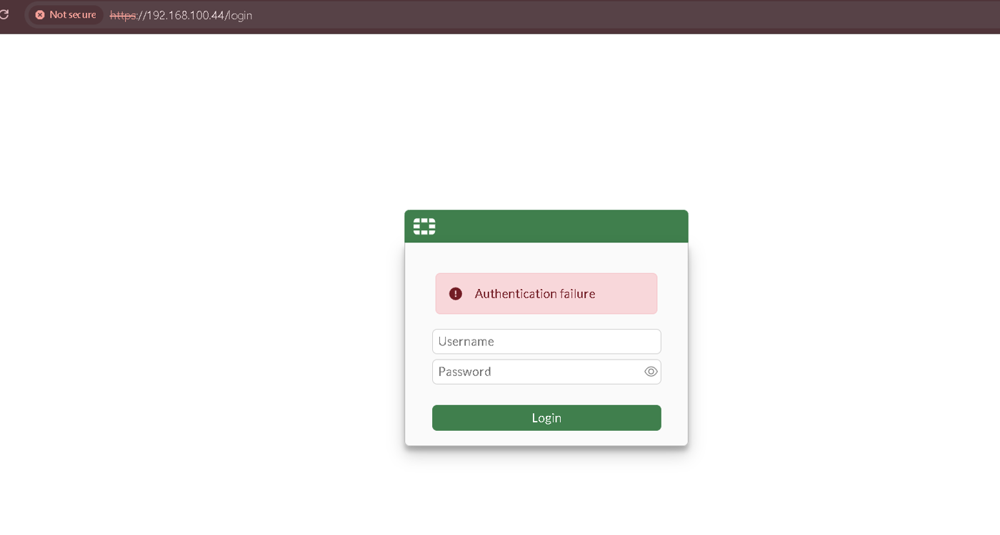 Not secure https://192.168.100.44/login
Authentication failure
Username
Password
Login